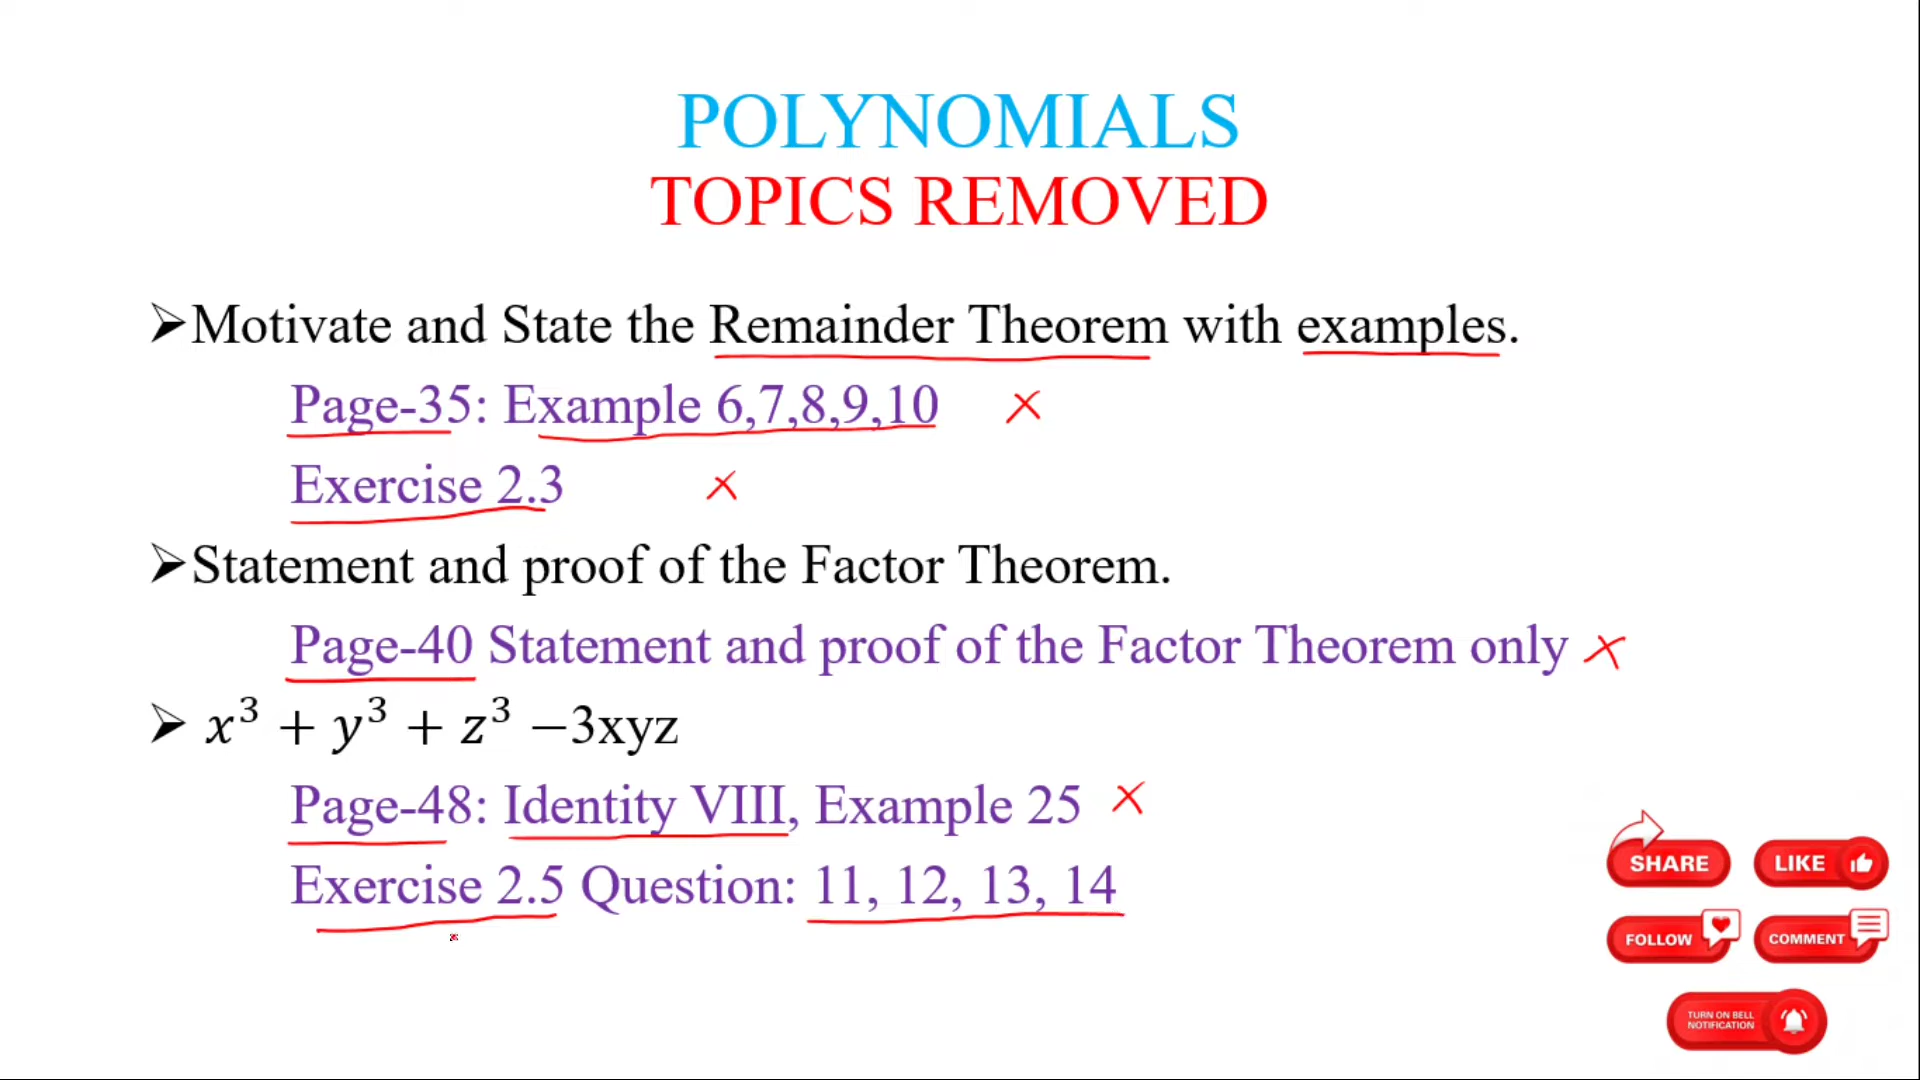 POLYNOMIALS
TOPICS REMOVED
➢Motivate and State the Remainder Theorem with examples.
Page-35: Example 6,7,8,9,10
Exercise 2.3
➢Statement and proof of the Factor Theorem.
Page-40 Statement and proof of the Factor Theorem only
➢ x³ + y³ + z³ −3xyz
Page-48: Identity VIII, Example 25
Exercise 2.5 Question: 11, 12, 13, 14
SHARE
LIKE
FOLLOW
COMMENT
TURN ON BELL
NOTIFICATION